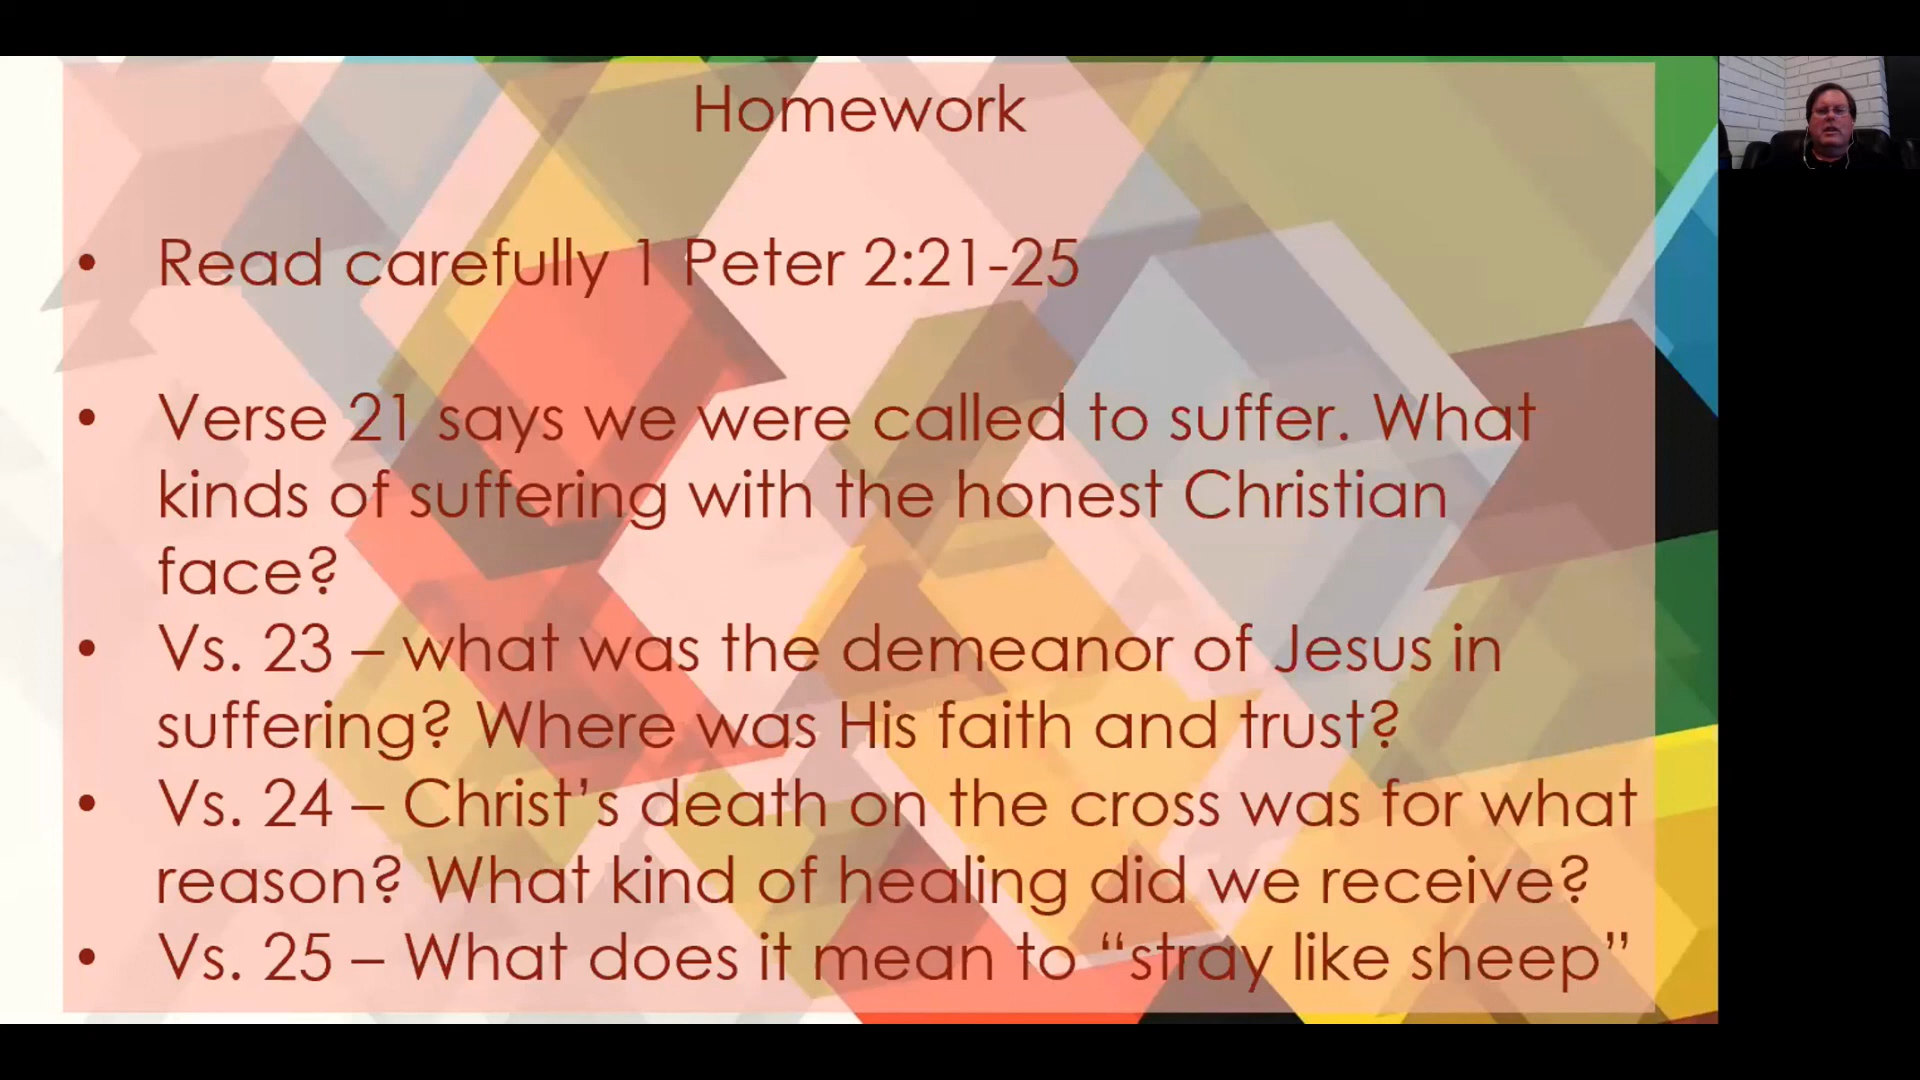 Homework
• Read carefully 1 Peter 2:21-25
• Verse 21 says we were called to suffer. What
kinds of suffering with the honest Christian
face?
• Vs. 23 – what was the demeanor of Jesus in
suffering? Where was His faith and trust?
• Vs. 24 – Christ’s death on the cross was for what
reason? What kind of healing did we receive?
• Vs. 25 – What does it mean to “stray like sheep”